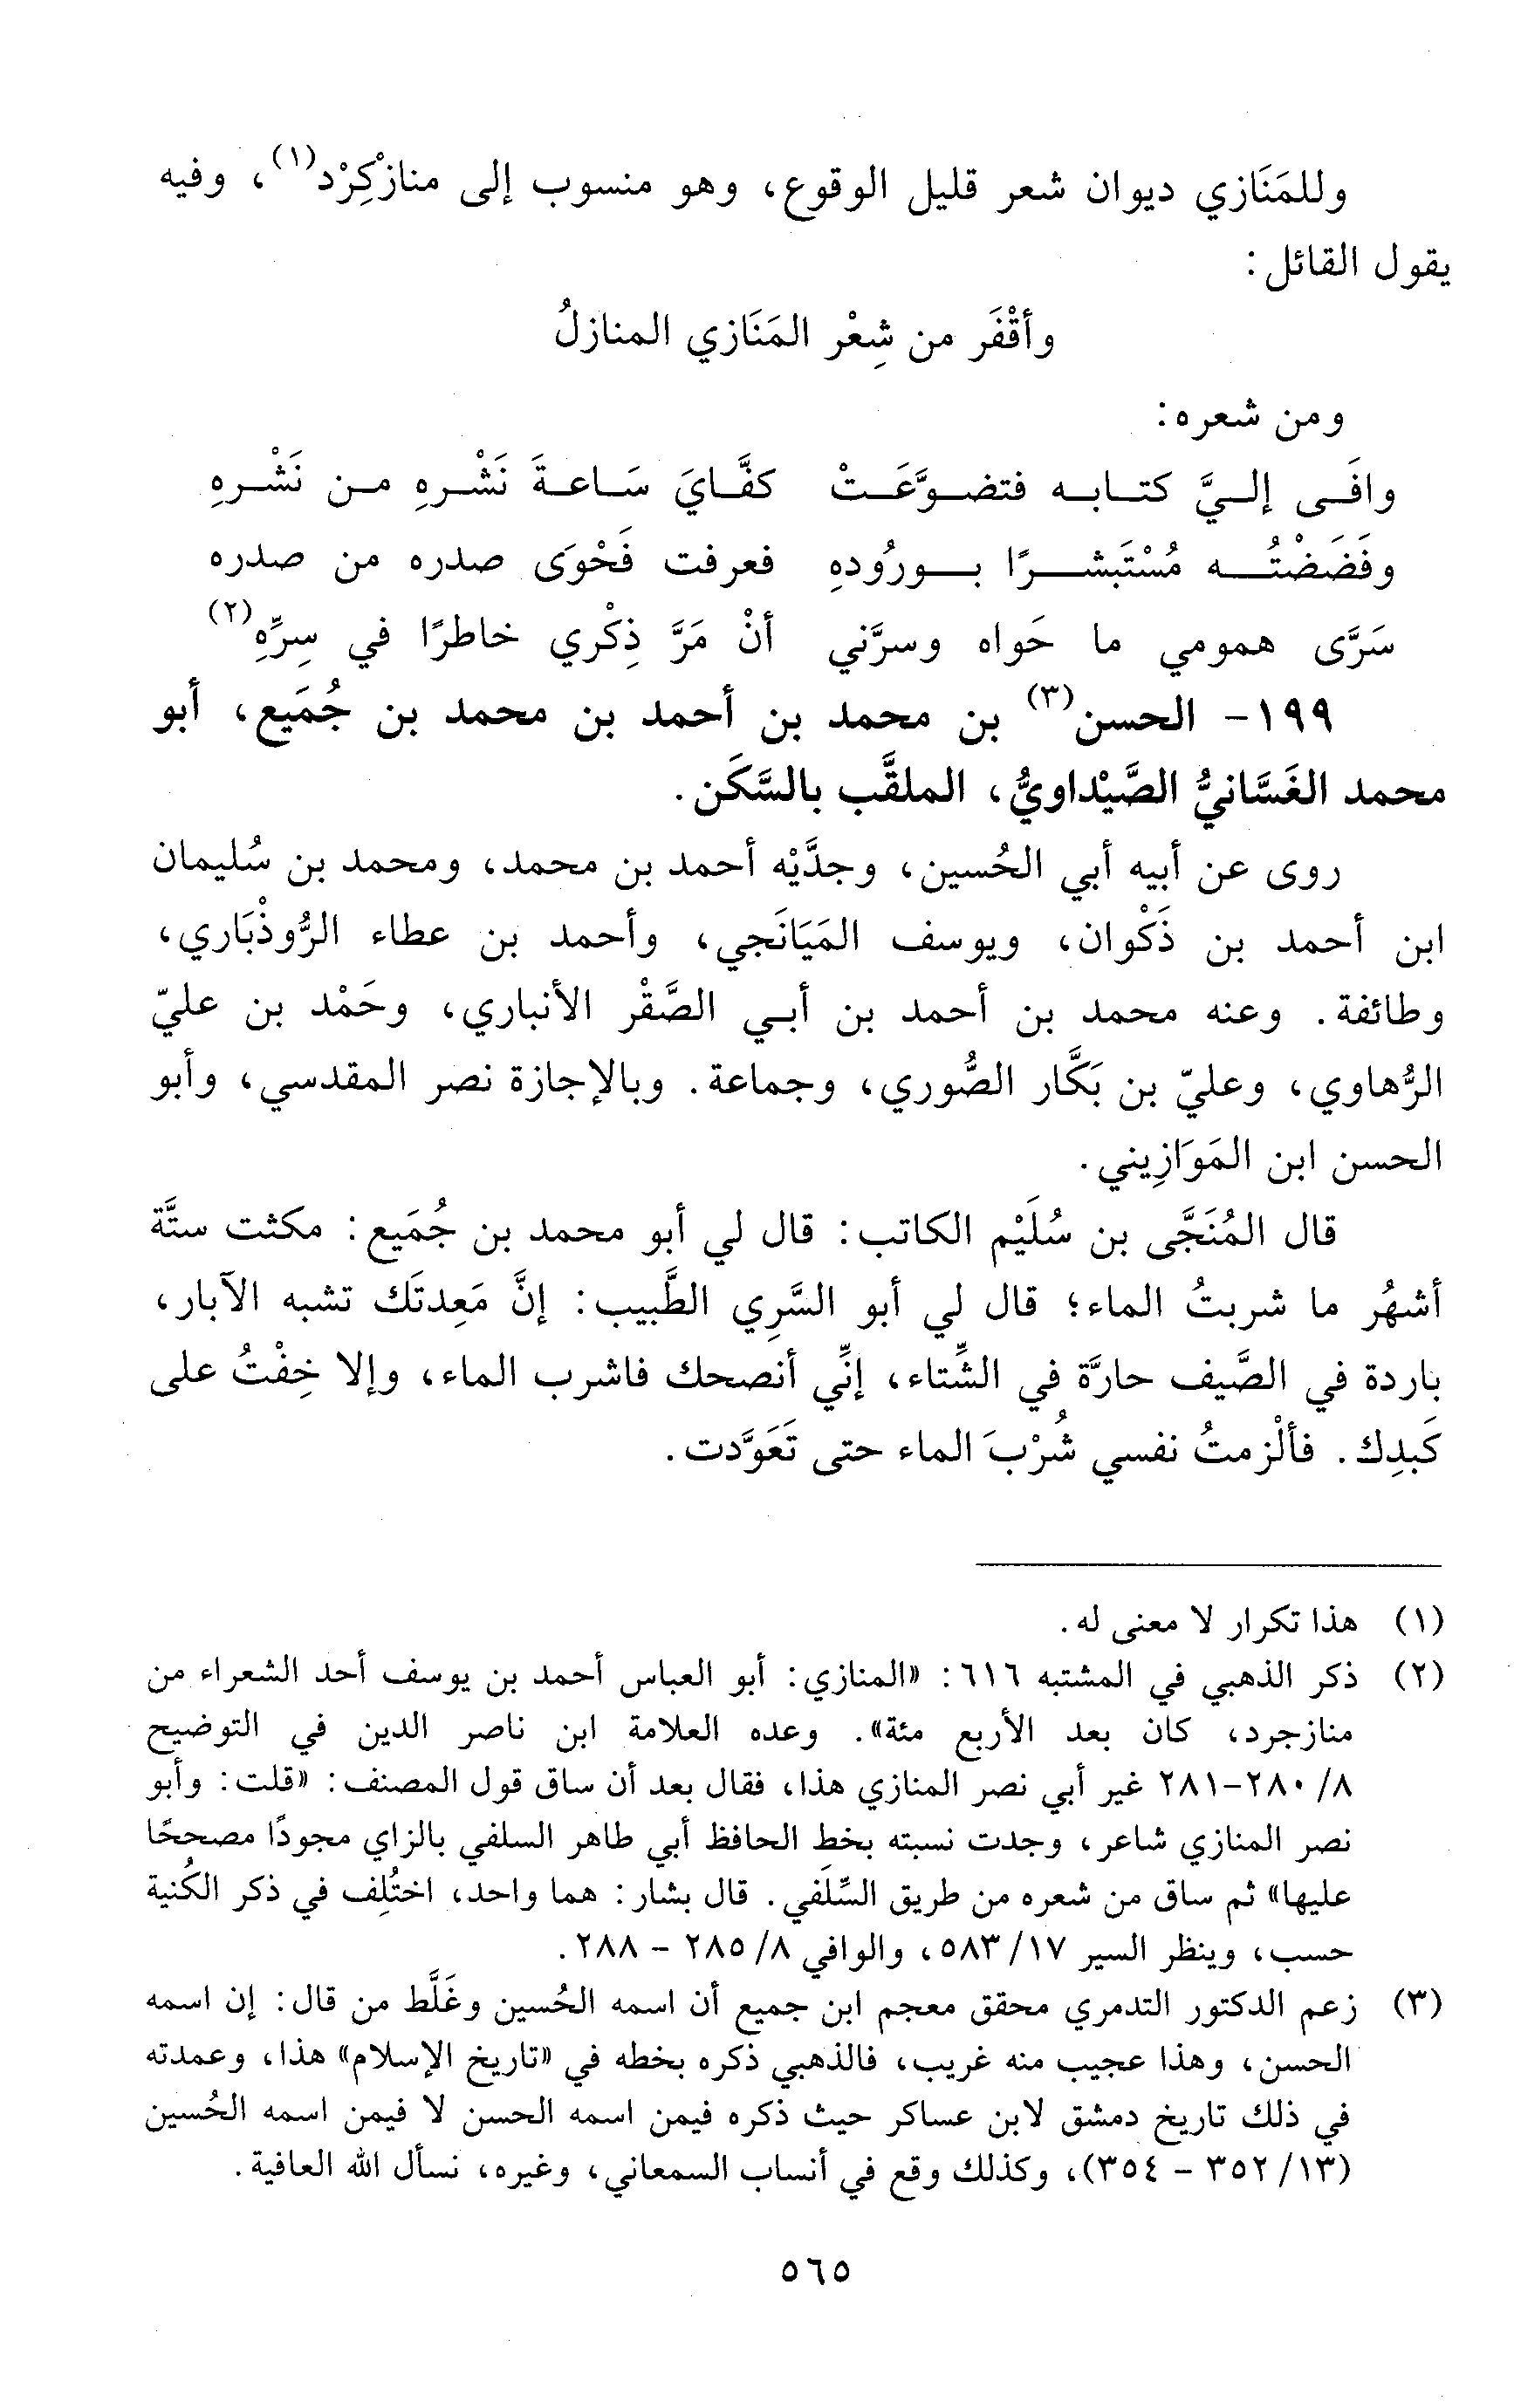 وللمَنَازي ديوان شعر قليل الوقوع، وهو منسوب إلى منازْكِرْد(١)، وفيه
يقول القائل:
وأقْفَر من شِعْر المَنَازي المنازلُ
ومن شعره:
وافَى إليَّ كتابه فتضوَّعَتْ كفَّايَ سَاعةَ نَشْرهِ من نَشْرهِ
وفَضَضْتُه مُسْتَبشرًا بورُودهِ فعرفت فَحْوَى صدره من صدره
سَرَّى همومي ما حَواه وسرَّني أنْ مَرَّ ذِكْري خاطرًا في سِرِّهِ(٢)
١٩٩- الحسن(٣) بن محمد بن أحمد بن محمد بن جُمَيع، أبو
محمد الغَسَّانيُّ الصَّيْداويُّ، الملقَّب بالسَّكَن.
روى عن أبيه أبي الحُسين، وجدَّيْه أحمد بن محمد، ومحمد بن سُليمان
ابن أحمد بن ذَكْوان، ويوسف المَيَانَجي، وأحمد بن عطاء الرُّوذْبَاري،
وطائفة. وعنه محمد بن أحمد بن أبي الصَّقْر الأنباري، وحَمْد بن عليّ
الرُّهاوي، وعليّ بن بَكَّار الصُّوري، وجماعة. وبالإجازة نصر المقدسي، وأبو
الحسن ابن المَوَازِيني.
قال المُنَجَّى بن سُلَيْم الكاتب: قال لي أبو محمد بن جُمَيع: مكثت ستَّة
أشهُر ما شربتُ الماء؛ قال لي أبو السَّرِي الطَّبيب: إنَّ مَعِدتَك تشبه الآبار،
باردة في الصَّيف حارَّة في الشِّتاء، إنِّي أنصحك فاشرب الماء، وإلا خِفْتُ على
كَبدِك. فألْزمتُ نفسي شُرْبَ الماء حتى تَعَوَّدت.
(١) هذا تكرار لا معنى له.
(٢) ذكر الذهبي في المشتبه ٦١٦: «المنازي: أبو العباس أحمد بن يوسف أحد الشعراء من
منازجرد، كان بعد الأربع مئة». وعده العلامة ابن ناصر الدين في التوضيح
٨/ ٢٨٠-٢٨١ غير أبي نصر المنازي هذا، فقال بعد أن ساق قول المصنف: «قلت: وأبو
نصر المنازي شاعر، وجدت نسبته بخط الحافظ أبي طاهر السلفي بالزاي مجودًا مصححًا
عليها» ثم ساق من شعره من طريق السِّلَفي. قال بشار: هما واحد، اختُلِف في ذكر الكُنية
حسب، وينظر السير ١٧/ ٥٨٣، والوافي ٨/ ٢٨٥ - ٢٨٨.
(٣) زعم الدكتور التدمري محقق معجم ابن جميع أن اسمه الحُسين وغَلَّط من قال: إن اسمه
الحسن، وهذا عجيب منه غريب، فالذهبي ذكره بخطه في «تاريخ الإسلام» هذا، وعمدته
في ذلك تاريخ دمشق لابن عساكر حيث ذكره فيمن اسمه الحسن لا فيمن اسمه الحُسين
(١٣/ ٣٥٢ - ٣٥٤)، وكذلك وقع في أنساب السمعاني، وغيره، نسأل الله العافية.
٥٦٥